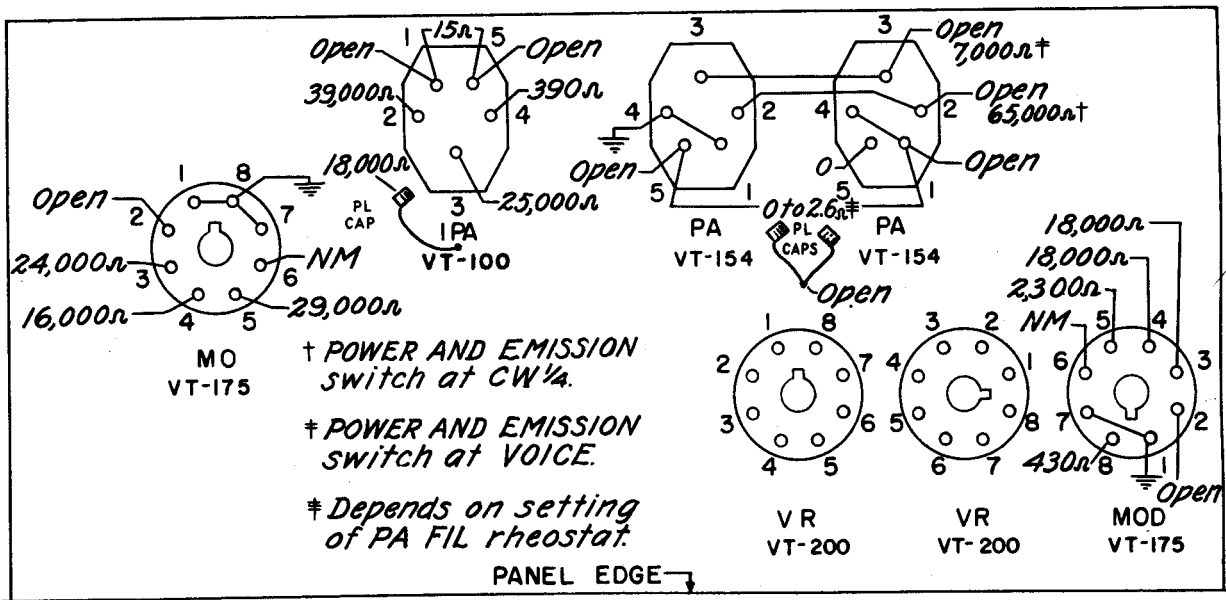 Open
1
15Ω
5
Open
39,000Ω
2
390Ω
4
18,000Ω
PL
CAP
25,000Ω
3
1PA
VT-100
3
4
2
Open
5
1
PA
VT-154
0 to 2.6Ω⧧
PL
CAPS
Open
3
Open
7,000Ω‡
4
2
Open
65,000Ω†
0
Open
5
1
PA
VT-154
1
8
Open
2
7
24,000Ω
3
6
NM
16,000Ω
4
5
29,000Ω
MO
VT-175
† POWER AND EMISSION
switch at CW ¼.
‡ POWER AND EMISSION
switch at VOICE.
⧧ Depends on setting
of PA FIL rheostat.
1
8
2
7
3
6
4
5
VR
VT-200
3
2
4
1
5
8
6
7
VR
VT-200
18,000Ω
18,000Ω
2,300Ω
NM
5
4
6
3
7
2
430Ω
8
1
Open
MOD
VT-175
PANEL EDGE